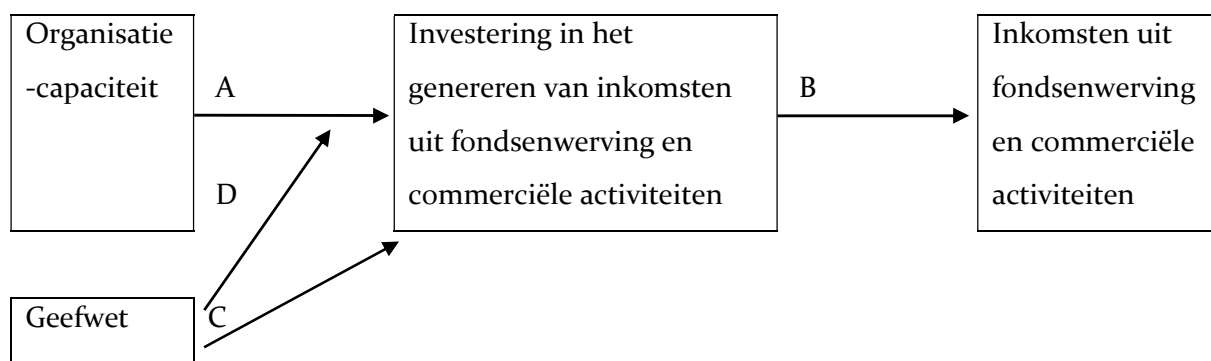 Organisatie
-capaciteit
A
Investering in het
genereren van inkomsten
uit fondsenwerving en
commerciële activiteiten
B
Inkomsten uit
fondsenwerving
en commerciële
activiteiten
D
Geefwet
C